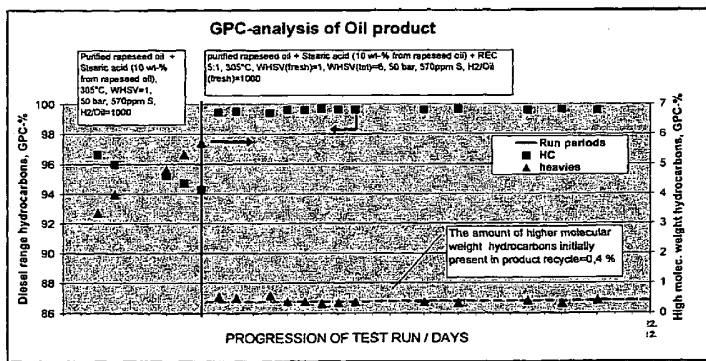 GPC-analysis of Oil product
Purified rapeseed oil +
Stearic acid (10 wt-%
from rapeseed oil),
305°C, WHSV=1,
50 bar, 570ppm S,
H2/Oil=1000
purified rapeseed oil + Stearic acid (10 wt-% from rapeseed oil) + REC
5:1, 305°C, WHSV(fresh)=1, WHSV(tot)=6, 50 bar, 570ppm S, H2/Oil
(fresh)=1000
Diesel range hydrocarbons, GPC-%
100
98
96
94
92
90
88
86
Run periods
HC
heavies
The amount of higher molecular
weight hydrocarbons initially
present in product recycle=0,4 %
7
6
5
4
3
2
1
0
High molec. weight hydrocarbons, GPC-%
PROGRESSION OF TEST RUN / DAYS